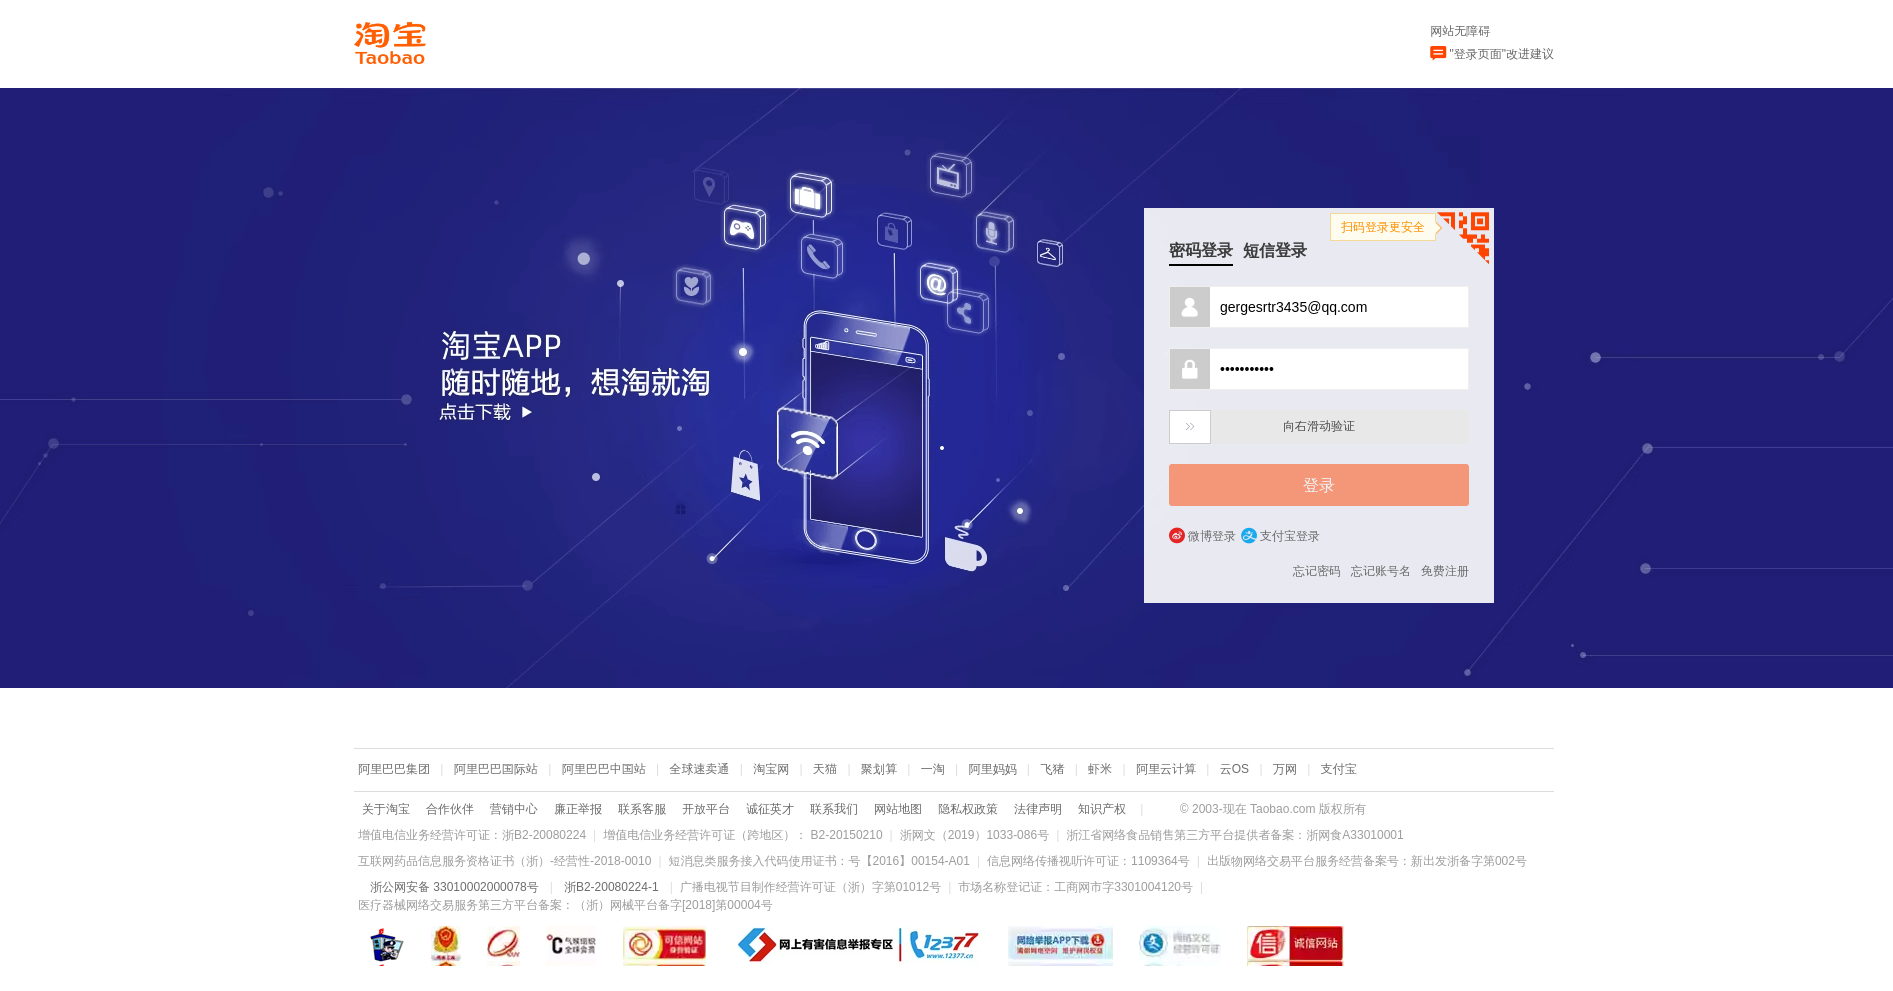 淘宝
Taobao
网站无障碍
"登录页面"改进建议
扫码登录更安全
密码登录 短信登录
gergesrtr3435@qq.com
•••••••••••
向右滑动验证
登录
微博登录 支付宝登录
忘记密码 忘记账号名 免费注册
淘宝APP
随时随地，想淘就淘
点击下载
阿里巴巴集团 | 阿里巴巴国际站 | 阿里巴巴中国站 | 全球速卖通 | 淘宝网 | 天猫 | 聚划算 | 一淘 | 阿里妈妈 | 飞猪 | 虾米 | 阿里云计算 | 云OS | 万网 | 支付宝
关于淘宝 合作伙伴 营销中心 廉正举报 联系客服 开放平台 诚征英才 联系我们 网站地图 隐私权政策 法律声明 知识产权 | © 2003-现在 Taobao.com 版权所有
增值电信业务经营许可证：浙B2-20080224 | 增值电信业务经营许可证（跨地区）： B2-20150210 | 浙网文（2019）1033-086号 | 浙江省网络食品销售第三方平台提供者备案：浙网食A33010001
互联网药品信息服务资格证书（浙）-经营性-2018-0010 | 短消息类服务接入代码使用证书：号【2016】00154-A01 | 信息网络传播视听许可证：1109364号 | 出版物网络交易平台服务经营备案号：新出发浙备字第002号
浙公网安备 33010002000078号 | 浙B2-20080224-1 | 广播电视节目制作经营许可证（浙）字第01012号 | 市场名称登记证：工商网市字3301004120号 |
医疗器械网络交易服务第三方平台备案：（浙）网械平台备字[2018]第00004号
°C 气候组织 全球会员 可信网站 身份验证 网上有害信息举报专区 12377 www.12377.cn 网络举报APP下载 网络文化 经营许可证 信 诚信网站